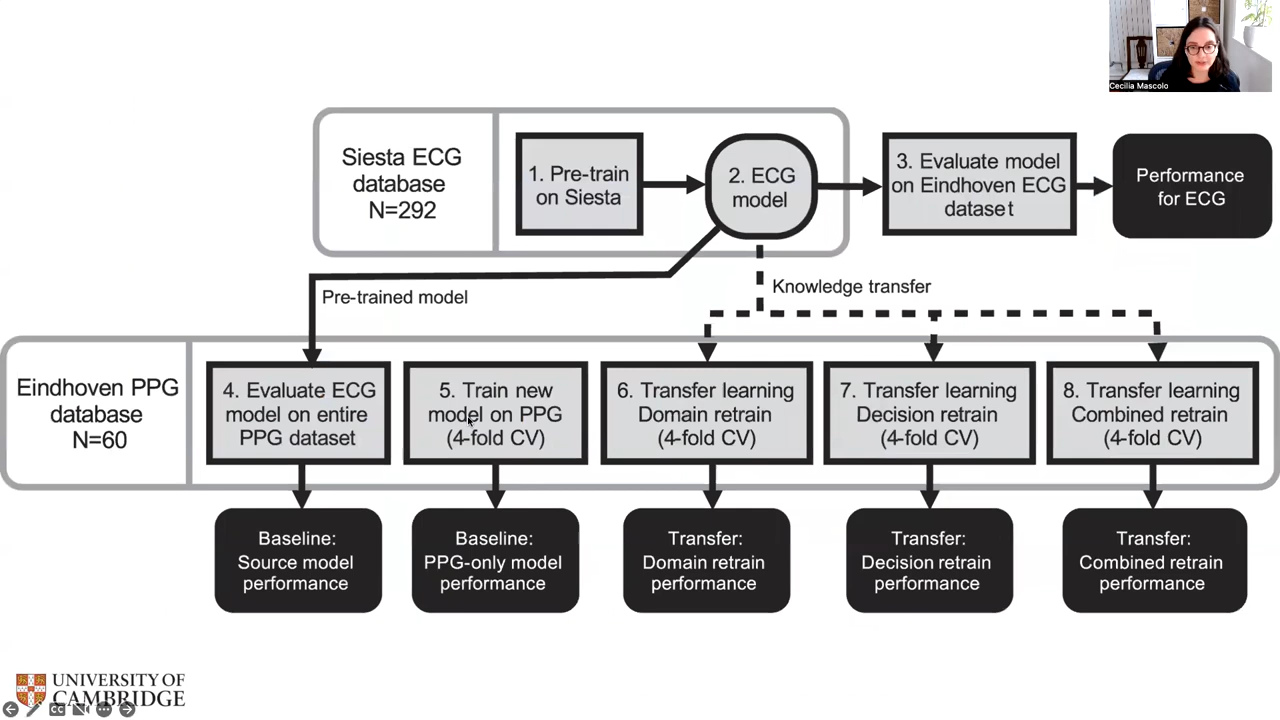 Cecilia Mascolo
Siesta ECG
database
N=292
1. Pre-train
on Siesta
2. ECG
model
3. Evaluate model
on Eindhoven ECG
dataset
Performance
for ECG
Pre-trained model
Knowledge transfer
Eindhoven PPG
database
N=60
4. Evaluate ECG
model on entire
PPG dataset
5. Train new
model on PPG
(4-fold CV)
6. Transfer learning
Domain retrain
(4-fold CV)
7. Transfer learning
Decision retrain
(4-fold CV)
8. Transfer learning
Combined retrain
(4-fold CV)
Baseline:
Source model
performance
Baseline:
PPG-only model
performance
Transfer:
Domain retrain
performance
Transfer:
Decision retrain
performance
Transfer:
Combined retrain
performance
UNIVERSITY OF
CAMBRIDGE
CC